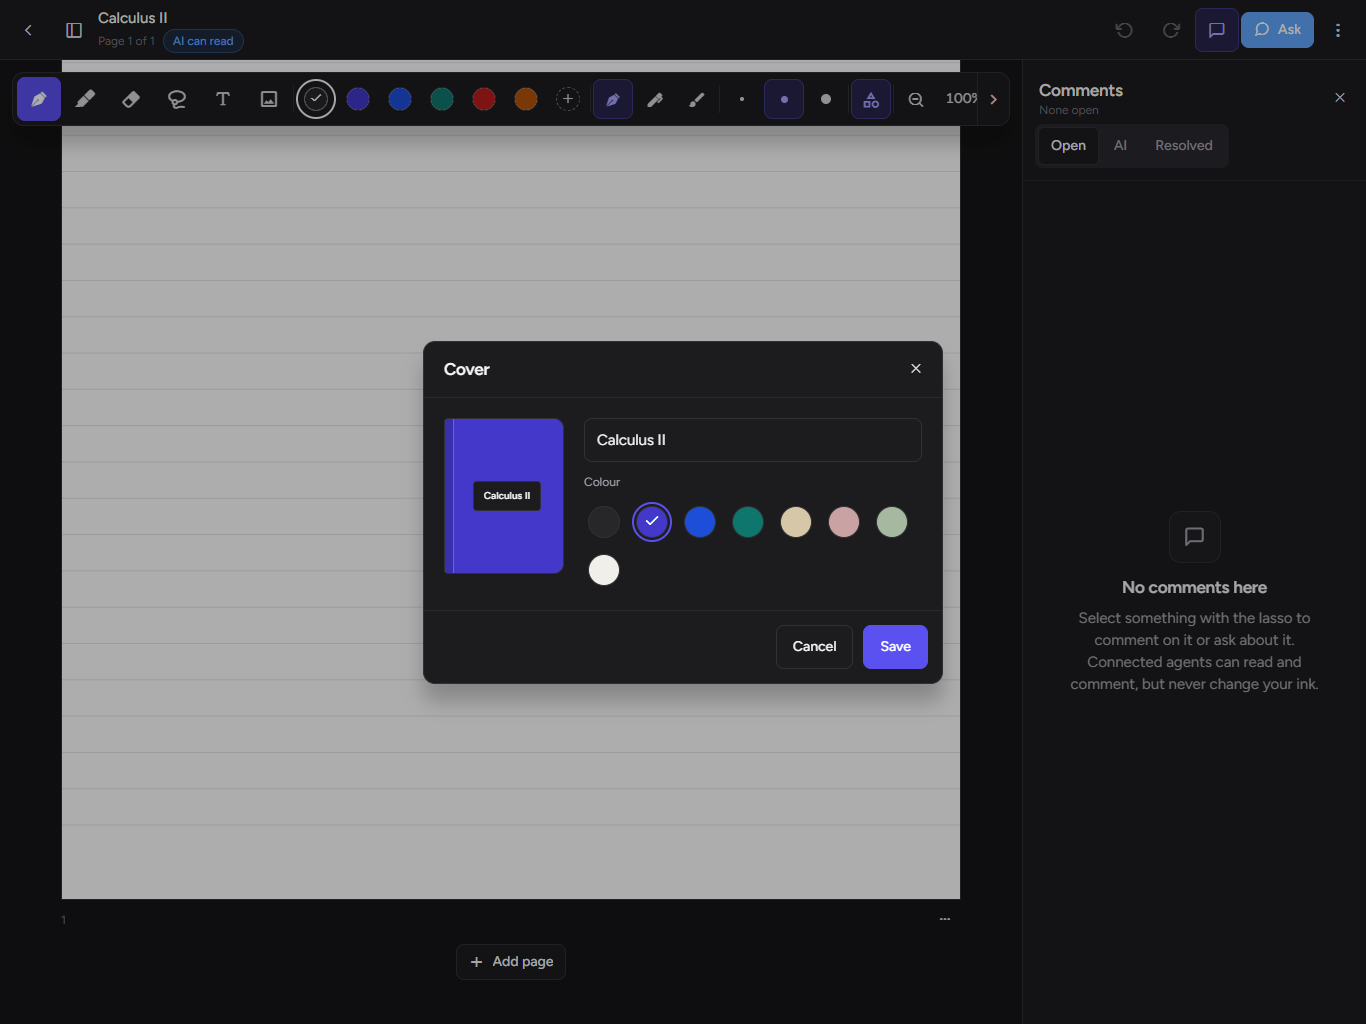 Calculus II
Page 1 of 1
AI can read
Ask
T
100%
Comments
None open
Open
AI
Resolved
Cover
Calculus II
Calculus II
Colour
Cancel
Save
No comments here
Select something with the lasso to
comment on it or ask about it.
Connected agents can read and
comment, but never change your ink.
1
Add page